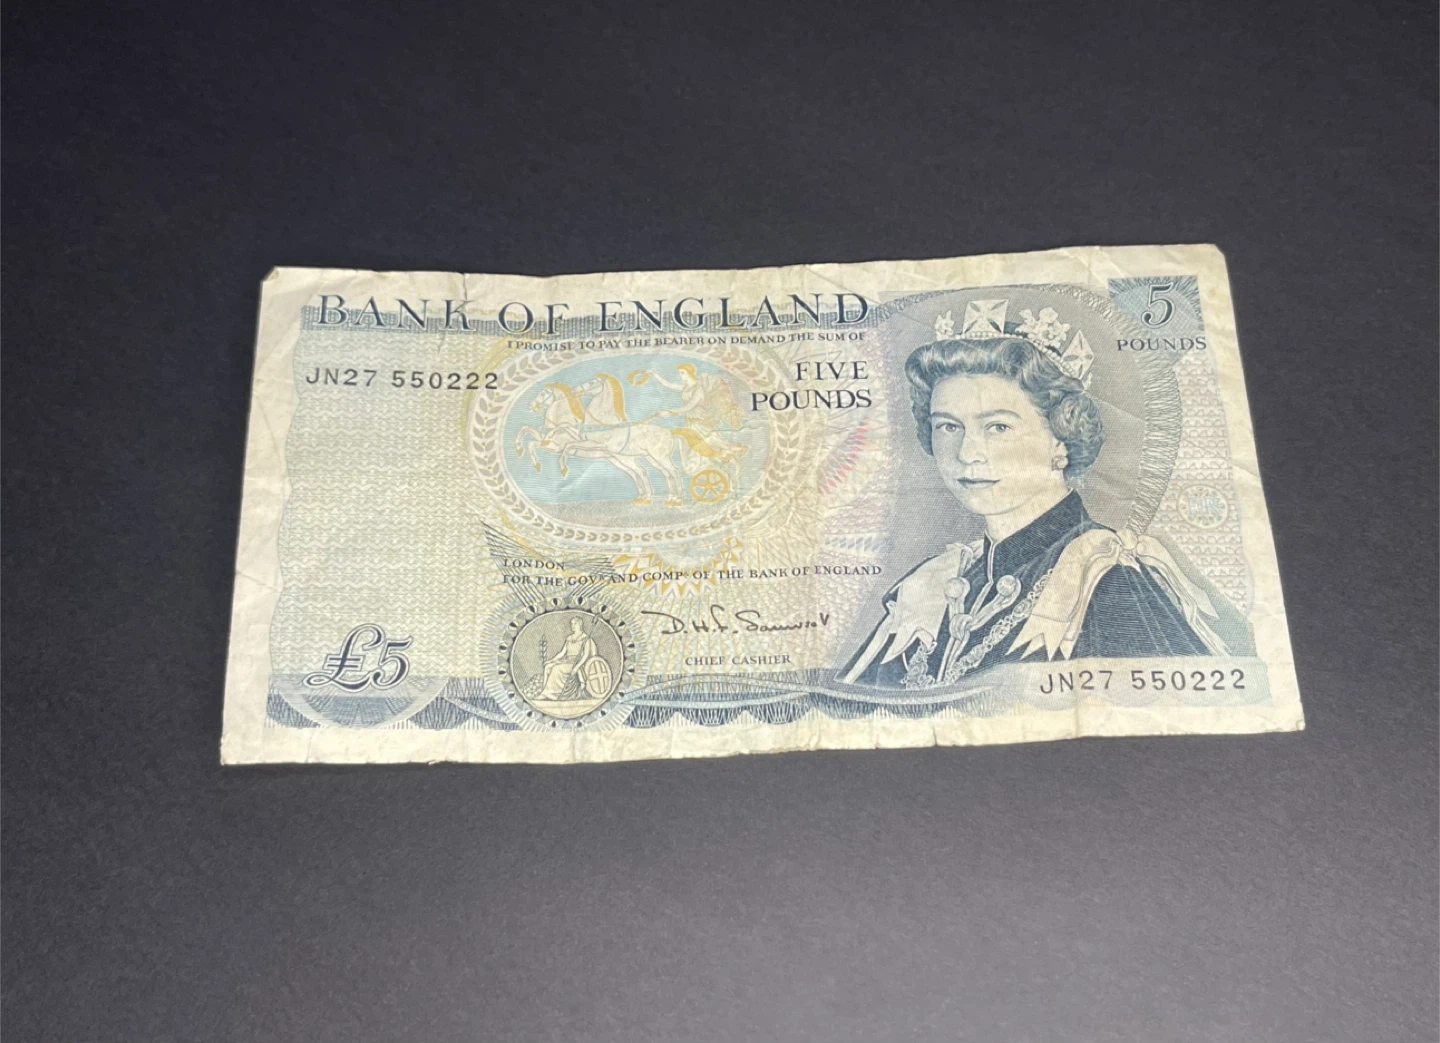 BANK OF ENGLAND
I PROMISE TO PAY THE BEARER ON DEMAND THE SUM OF
5
POUNDS
JN27 550222
FIVE
POUNDS
LONDON
FOR THE GOVR AND COMPA OF THE BANK OF ENGLAND
D.H.F. Somerset
CHIEF CASHIER
£5
JN27 550222